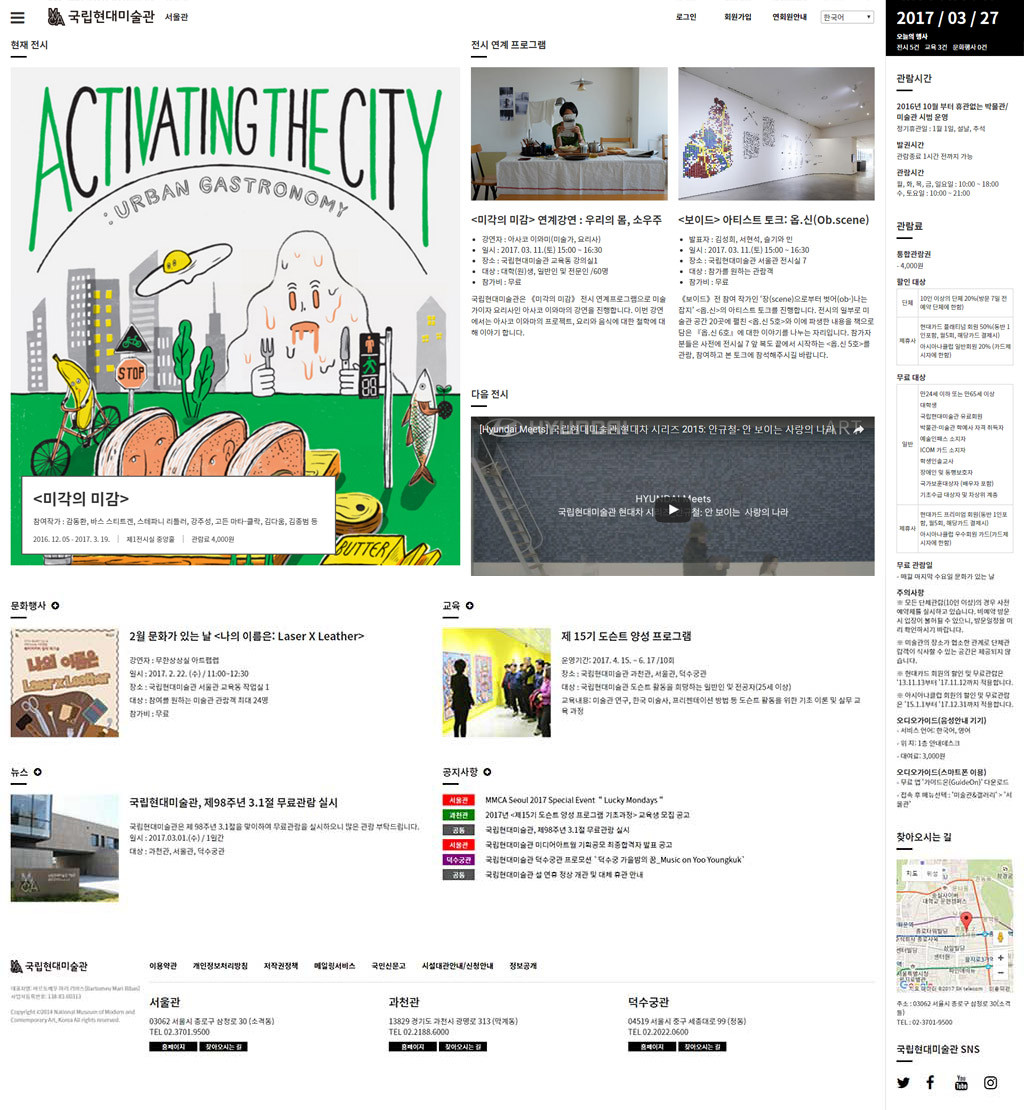 국립현대미술관 서울관
로그인 회원가입 연회원안내 한국어
현재 전시
ACTIVATING THE CITY
: URBAN GASTRONOMY
STOP
BUTTER
<미각의 미감>
참여작가 : 김동환, 바스 스티트켄, 스테파니 리틀러, 강주성, 고든 마타-클락, 김다움, 김종범 등
2016. 12. 05 - 2017. 3. 19. | 제1전시실 중앙홀 | 관람료 4,000원
전시 연계 프로그램
<미각의 미감> 연계강연 : 우리의 몸, 소우주
강연자 : 아사코 이와미(미술가, 요리사)
일시 : 2017. 03. 11.(토) 15:00 ~ 16:30
장소 : 국립현대미술관 교육동 강의실1
대상 : 대학(원)생, 일반인 및 전문인 /60명
참가비 : 무료
국립현대미술관은 《미각의 미감》 전시 연계프로그램으로 미술
가이자 요리사인 아사코 이와마의 강연을 진행합니다. 이번 강연
에서는 아사코 이와마의 프로젝트, 요리와 음식에 대한 철학에 대
해 이야기 합니다.
<보이드> 아티스트 토크: 옵.신(Ob.scene)
발표자 : 김성희, 서현석, 슬기와 민
일시 : 2017. 03. 11.(토) 15:00 ~ 16:30
장소 : 국립현대미술관 서울관 전시실 7
대상 : 참가를 원하는 관람객
참가비 : 무료
《보이드》전 참여 작가인 '장(scene)으로부터 벗어(ob-)나는
잡지' <옵.신>의 아티스트 토크를 진행합니다. 전시의 일부로 미
술관 공간 20곳에 펼친 <옵.신 5호>와 이에 파생한 내용을 책으로
담은 『옵.신 6호』에 대한 이야기를 나누는 자리입니다. 참가자
분들은 사전에 전시실 7 앞 복도 끝에서 시작하는 <옵.신 5호>를
관람, 참여하고 본 토크에 참석해주시길 바랍니다.
다음 전시
[Hyundai Meets] 국립현대미술관 현대차 시리즈 2015: 안규철- 안 보이는 사랑의 나라
HYUNDAI Meets
국립현대미술관 현대차 시리즈 안규철: 안 보이는 사랑의 나라
문화행사
나의 이름은
Laser x Leather
2월 문화가 있는 날 <나의 이름은: Laser X Leather>
강연자 : 무한상상실 아트팹랩
일시 : 2017. 2. 22. (수) / 11:00~12:30
장소 : 국립현대미술관 서울관 교육동 작업실 1
대상 : 참여를 원하는 미술관 관람객 최대 24명
참가비 : 무료
교육
제 15기 도슨트 양성 프로그램
운영기간: 2017. 4. 15. ~ 6. 17 /10회
장소 : 국립현대미술관 과천관, 서울관, 덕수궁관
대상 : 국립현대미술관 도슨트 활동을 희망하는 일반인 및 전공자(25세 이상)
교육내용: 미술관 연구, 한국 미술사, 프리젠테이션 방법 등 도슨트 활동을 위한 기초 이론 및 실무 교
육 과정
뉴스
국립현대미술관, 제98주년 3.1절 무료관람 실시
국립현대미술관은 제 98주년 3.1절을 맞이하여 무료관람을 실시하오니 많은 관람 부탁드립니다.
일시 : 2017.03.01.(수) / 1일간
대상 : 과천관, 서울관, 덕수궁관
공지사항
서울관 MMCA Seoul 2017 Special Event “ Lucky Mondays ”
과천관 2017년 <제15기 도슨트 양성 프로그램 기초과정> 교육생 모집 공고
공동 국립현대미술관, 제98주년 3.1절 무료관람 실시
서울관 국립현대미술관 미디어아트월 기획공모 최종합격자 발표 공고
덕수궁관 국립현대미술관 덕수궁관 프로모션 `덕수궁 가을밤의 꿈_Music on Yoo Youngkuk`
공동 국립현대미술관 설 연휴 정상 개관 및 대체 휴관 안내
2017 / 03 / 27
오늘의 행사
전시 5건 교육 3건 문화행사 0건
관람시간
2016년 10월 부터 휴관없는 박물관/
미술관 시범 운영
정기휴관일 : 1월 1일, 설날, 추석
발권시간
관람종료 1시간 전까지 가능
관람시간
월, 화, 목, 금, 일요일 : 10:00 ~ 18:00
수, 토요일 : 10:00 ~ 21:00
관람료
통합관람권
- 4,000원
할인 대상
단체 10인 이상의 단체 20%(방문 7일 전
예약 단체에 한함)
제휴사 현대카드 플래티넘 회원 50%(동반 1
인포함, 월5회, 해당카드 결제시)
아시아나클럽 일반회원 20% (카드제
시자에 한함)
무료 대상
일반 만24세 이하 또는 만65세 이상
대학생
국립현대미술관 유료회원
박물관·미술관 학예사 자격 취득자
예술인패스 소지자
ICOM 카드 소지자
학생인솔교사
장애인 및 동행보호자
국가보훈대상자 (배우자 포함)
기초수급 대상자 및 차상위 계층
제휴사 현대카드 프리미엄 회원(동반 1인포
함, 월5회, 해당카드 결제시)
아시아나클럽 우수회원 카드(카드제
시자에 한함)
무료 관람일
- 매월 마지막 수요일 문화가 있는 날
주의사항
※ 모든 단체관람(10인 이상)의 경우 사전
예약제를 실시하고 있습니다. 비예약 방문
시 입장이 불허될 수 있으니, 방문일정을 미
리 확인하시기 바랍니다.
※ 미술관의 장소가 협소한 관계로 단체관
람객이 식사할 수 있는 공간은 제공되지 않
습니다.
※ 현대카드 회원의 할인 및 무료관람은
'13.11.13부터 '17.11.12까지 적용합니다.
※ 아시아나클럽 회원의 할인 및 무료관람
은 '15.1.1부터 '17.12.31까지 적용합니다.
오디오가이드(음성안내 기기)
- 서비스 언어: 한국어, 영어
- 위 치: 1층 안내데스크
- 대여료: 3,000원
오디오가이드(스마트폰 이용)
- 무료 앱 '가이드온(GuideOn)' 다운로드
- 접속 후 메뉴선택 : '미술관&갤러리' > '서
울관'
찾아오시는 길
지도 위성
Google
주소 : 03062 서울시 종로구 삼청로 30(소격
동)
TEL : 02-3701-9500
국립현대미술관 SNS
You Tube
국립현대미술관
이용약관 개인정보처리방침 저작권정책 메일링서비스 국민신문고 시설대관안내/신청안내 정보공개
Copyright ©2014 National Museum of Modern and
Contemporary Art, Korea All rights reserved.
서울관
03062 서울시 종로구 삼청로 30 (소격동)
TEL 02.3701.9500
홈페이지 찾아오시는 길
과천관
13829 경기도 과천시 광명로 313 (막계동)
TEL 02.2188.6000
홈페이지 찾아오시는 길
덕수궁관
04519 서울시 중구 세종대로 99 (정동)
TEL 02.2022.0600
홈페이지 찾아오시는 길